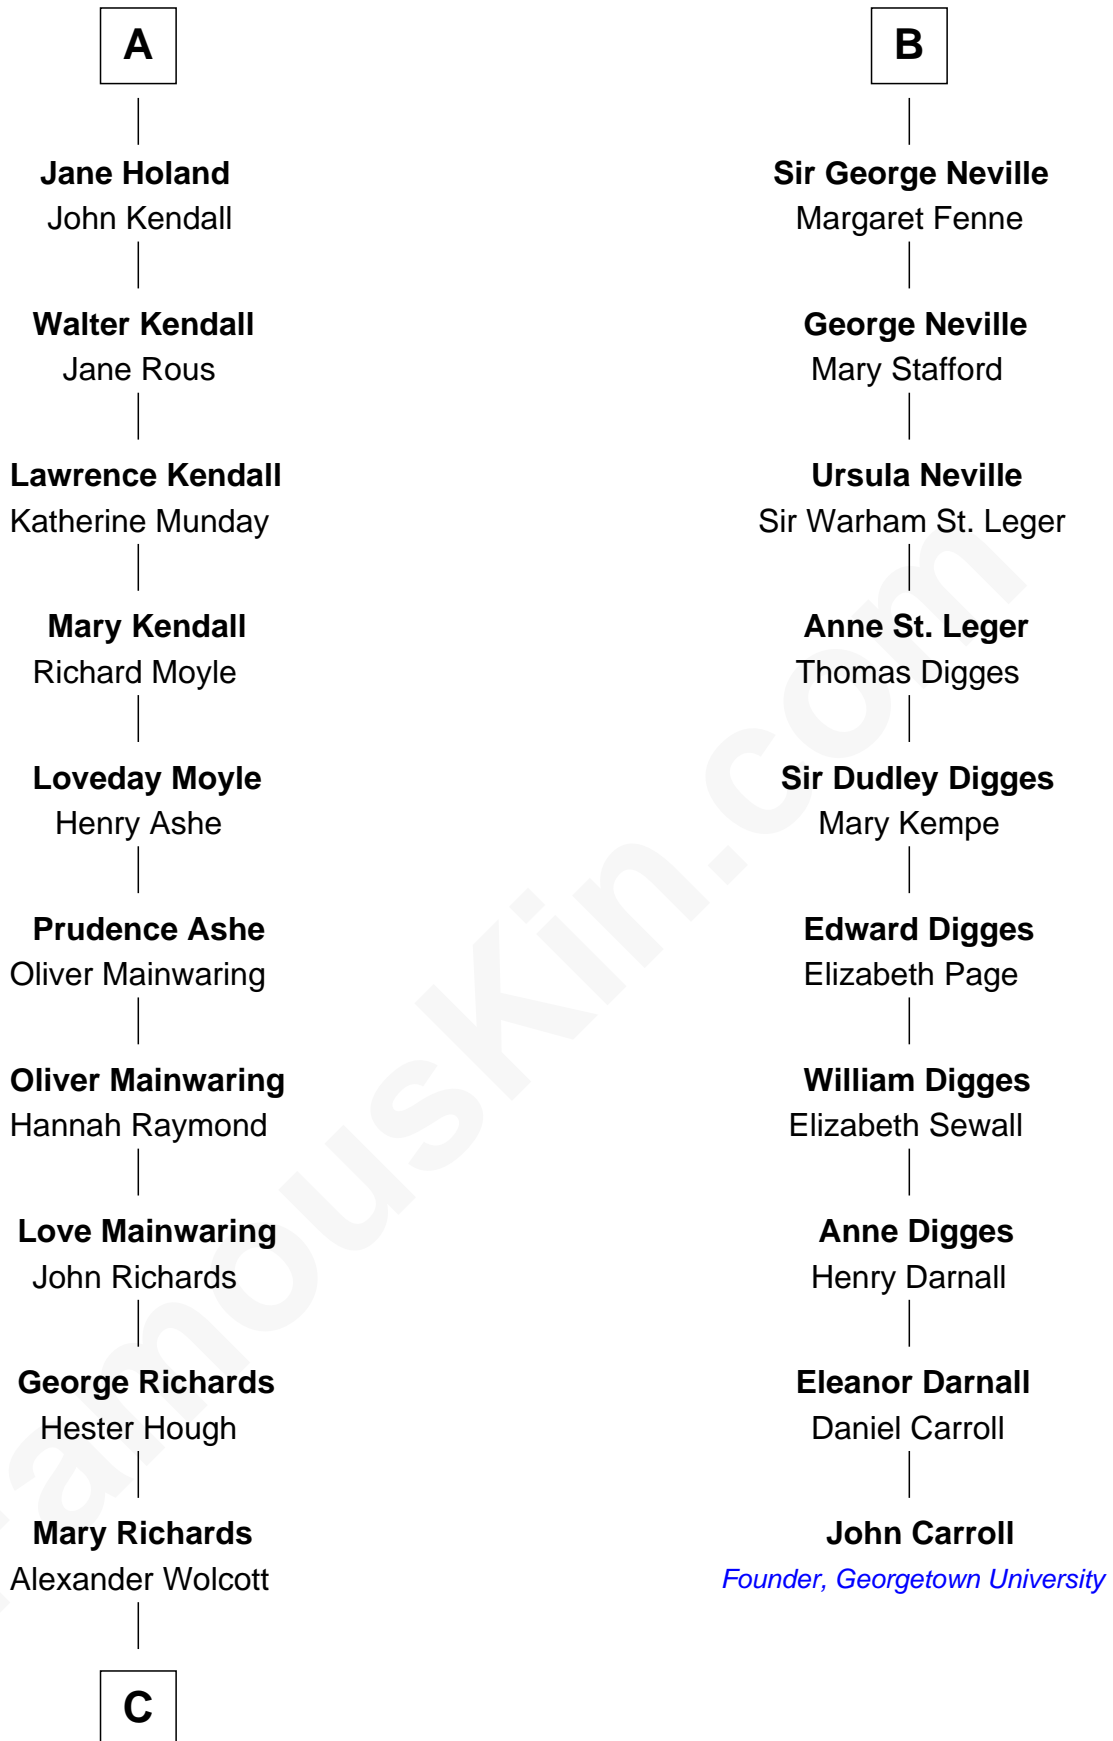 A
Jane Holand
John Kendall
Walter Kendall
Jane Rous
Lawrence Kendall
Katherine Munday
Mary Kendall
Richard Moyle
Loveday Moyle
Henry Ashe
Prudence Ashe
Oliver Mainwaring
Oliver Mainwaring
Hannah Raymond
Love Mainwaring
John Richards
George Richards
Hester Hough
Mary Richards
Alexander Wolcott
C
B
Sir George Neville
Margaret Fenne
George Neville
Mary Stafford
Ursula Neville
Sir Warham St. Leger
Anne St. Leger
Thomas Digges
Sir Dudley Digges
Mary Kempe
Edward Digges
Elizabeth Page
William Digges
Elizabeth Sewall
Anne Digges
Henry Darnall
Eleanor Darnall
Daniel Carroll
John Carroll
Founder, Georgetown University
FamousKin.com